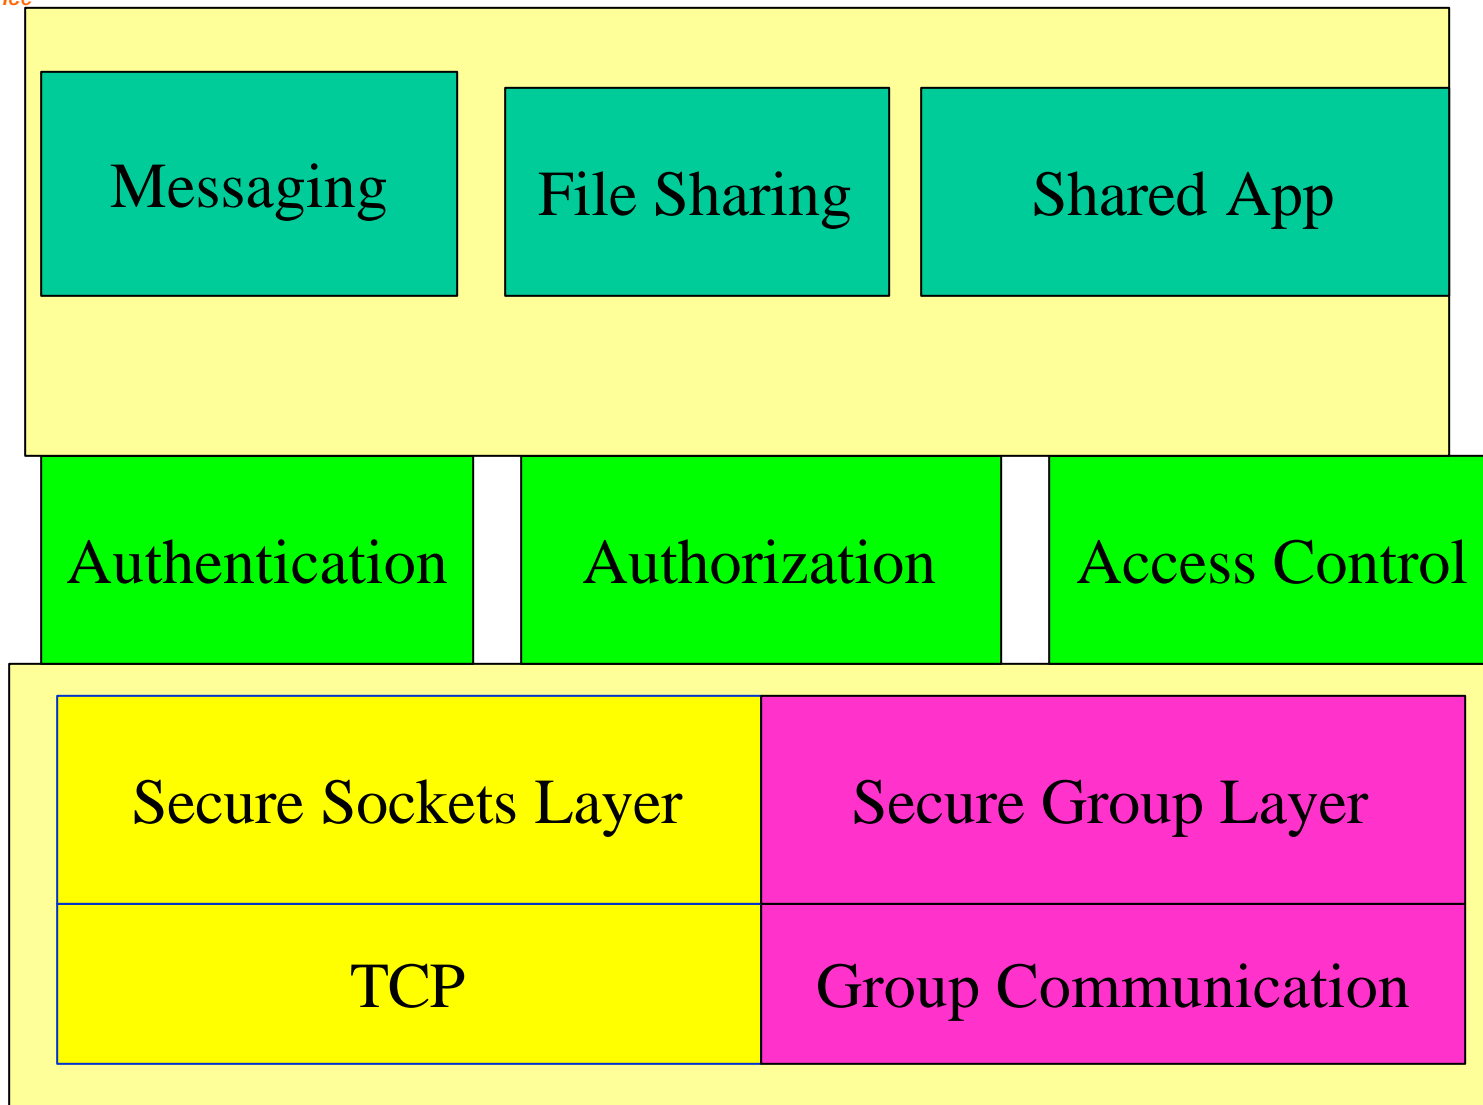 Messaging
File Sharing
Shared App
Authentication
Authorization
Access Control
Secure Sockets Layer
Secure Group Layer
TCP
Group Communication